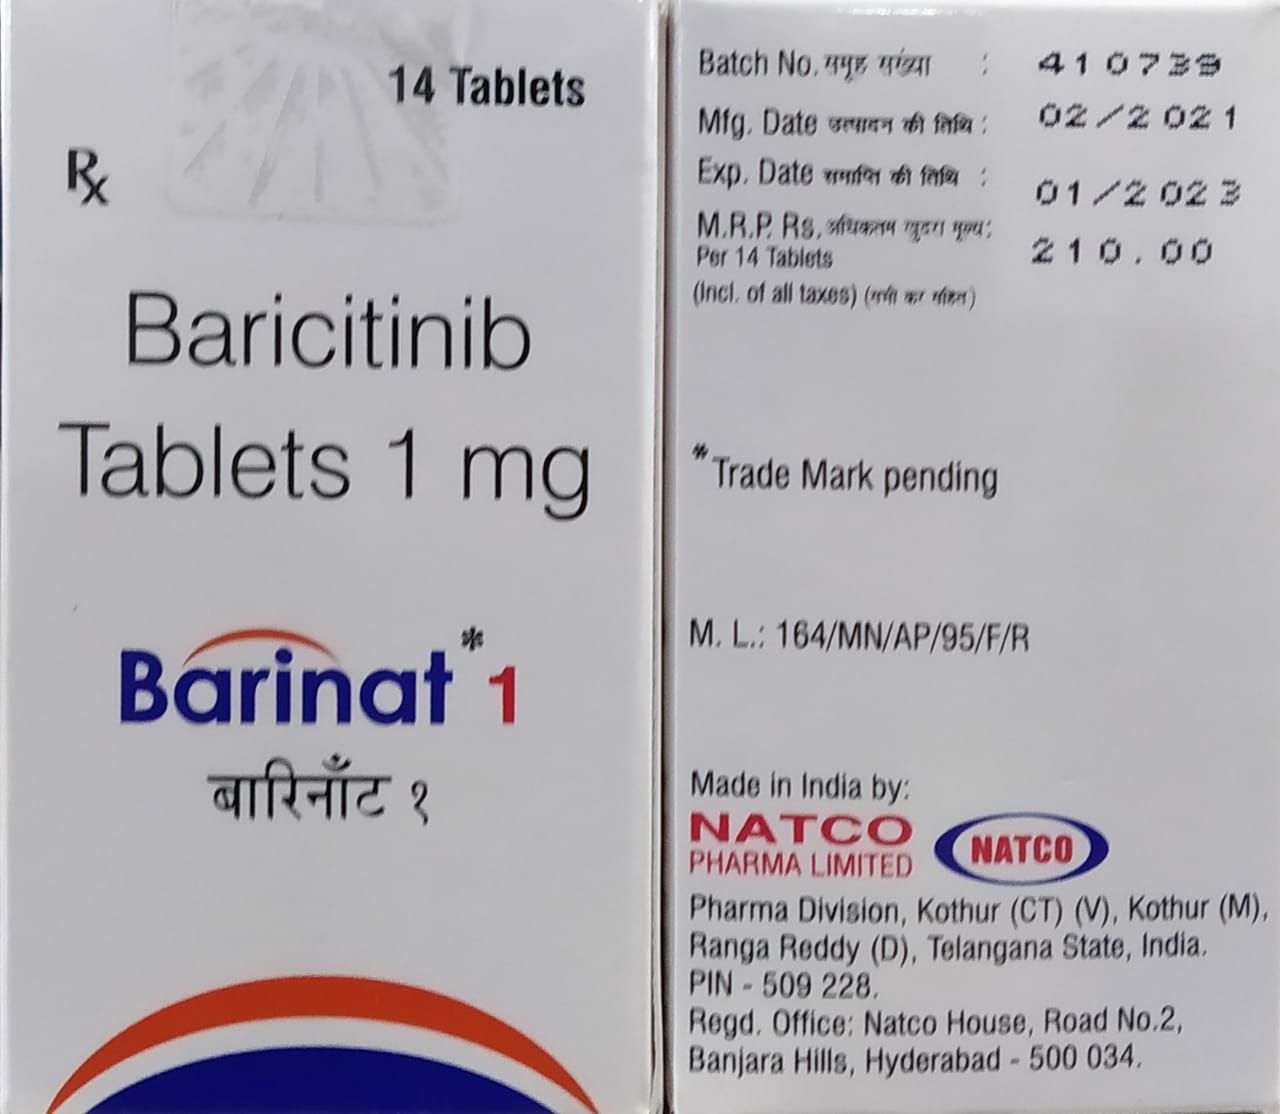 14 Tablets
Rx
Baricitinib
Tablets 1 mg
Barinat* 1
बारिनाँट १
Batch No. समूह संख्या : 410739
Mfg. Date उत्पादन की तिथि : 02/2021
Exp. Date समाप्ति की तिथि : 01/2023
M.R.P. Rs. अधिकतम खुदरा मूल्य: 210.00
Per 14 Tablets
(Incl. of all taxes) (सभी कर सहित)
*Trade Mark pending
M. L.: 164/MN/AP/95/F/R
Made in India by:
NATCO
PHARMA LIMITED
NATCO
Pharma Division, Kothur (CT) (V), Kothur (M),
Ranga Reddy (D), Telangana State, India.
PIN - 509 228.
Regd. Office: Natco House, Road No.2,
Banjara Hills, Hyderabad - 500 034.